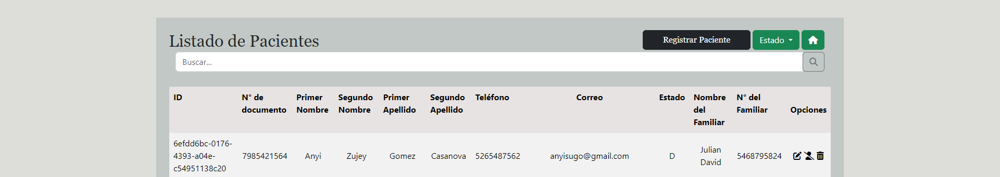 Listado de Pacientes
Registrar Paciente
Estado
Buscar...
ID
N° de
documento
Primer
Nombre
Segundo
Nombre
Primer
Apellido
Segundo
Apellido
Teléfono
Correo
Estado
Nombre
del
Familiar
N° del
Familiar
Opciones
6efdd6bc-0176-
4393-a04e-
c54951138c20
7985421564
Anyi
Zujey
Gomez
Casanova
5265487562
anyisugo@gmail.com
D
Julian
David
5468795824